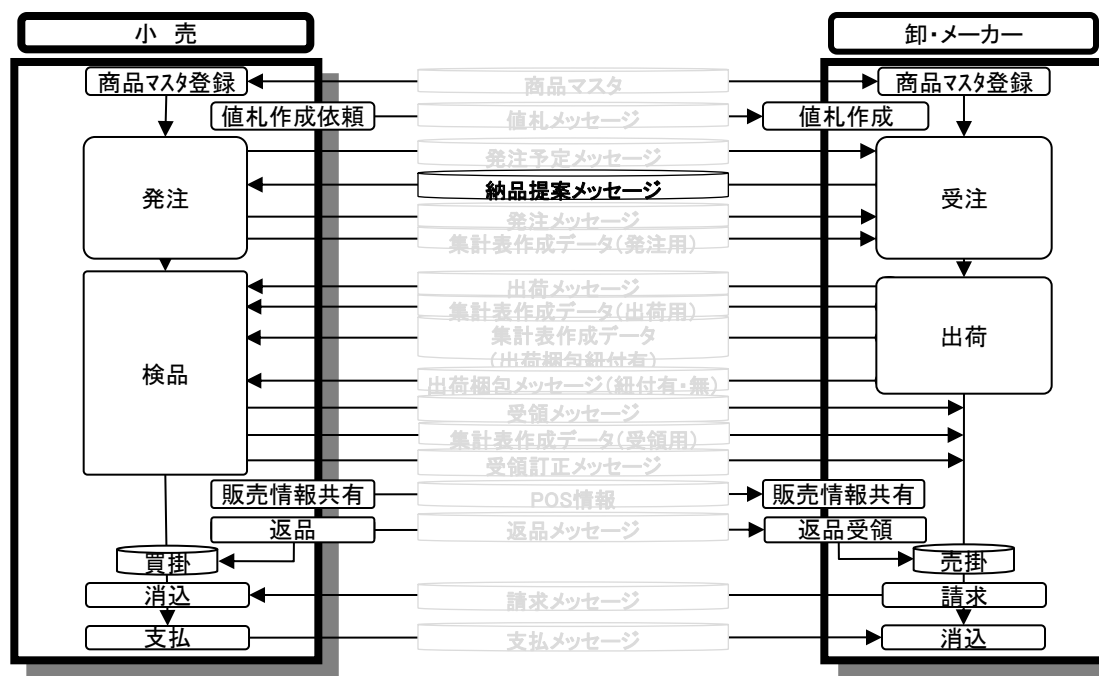 小 売
卸・メーカー
商品マスタ登録
商品マスタ
商品マスタ登録
値札作成依頼
値札メッセージ
値札作成
発注予定メッセージ
発注
納品提案メッセージ
受注
発注メッセージ
集計表作成データ(発注用)
出荷メッセージ
集計表作成データ(出荷用)
集計表作成データ
(出荷梱包紐付有)
出荷
検品
出荷梱包メッセージ(紐付有・無)
受領メッセージ
集計表作成データ(受領用)
受領訂正メッセージ
販売情報共有
POS情報
販売情報共有
返品
返品メッセージ
返品受領
買掛
売掛
消込
請求メッセージ
請求
支払
支払メッセージ
消込